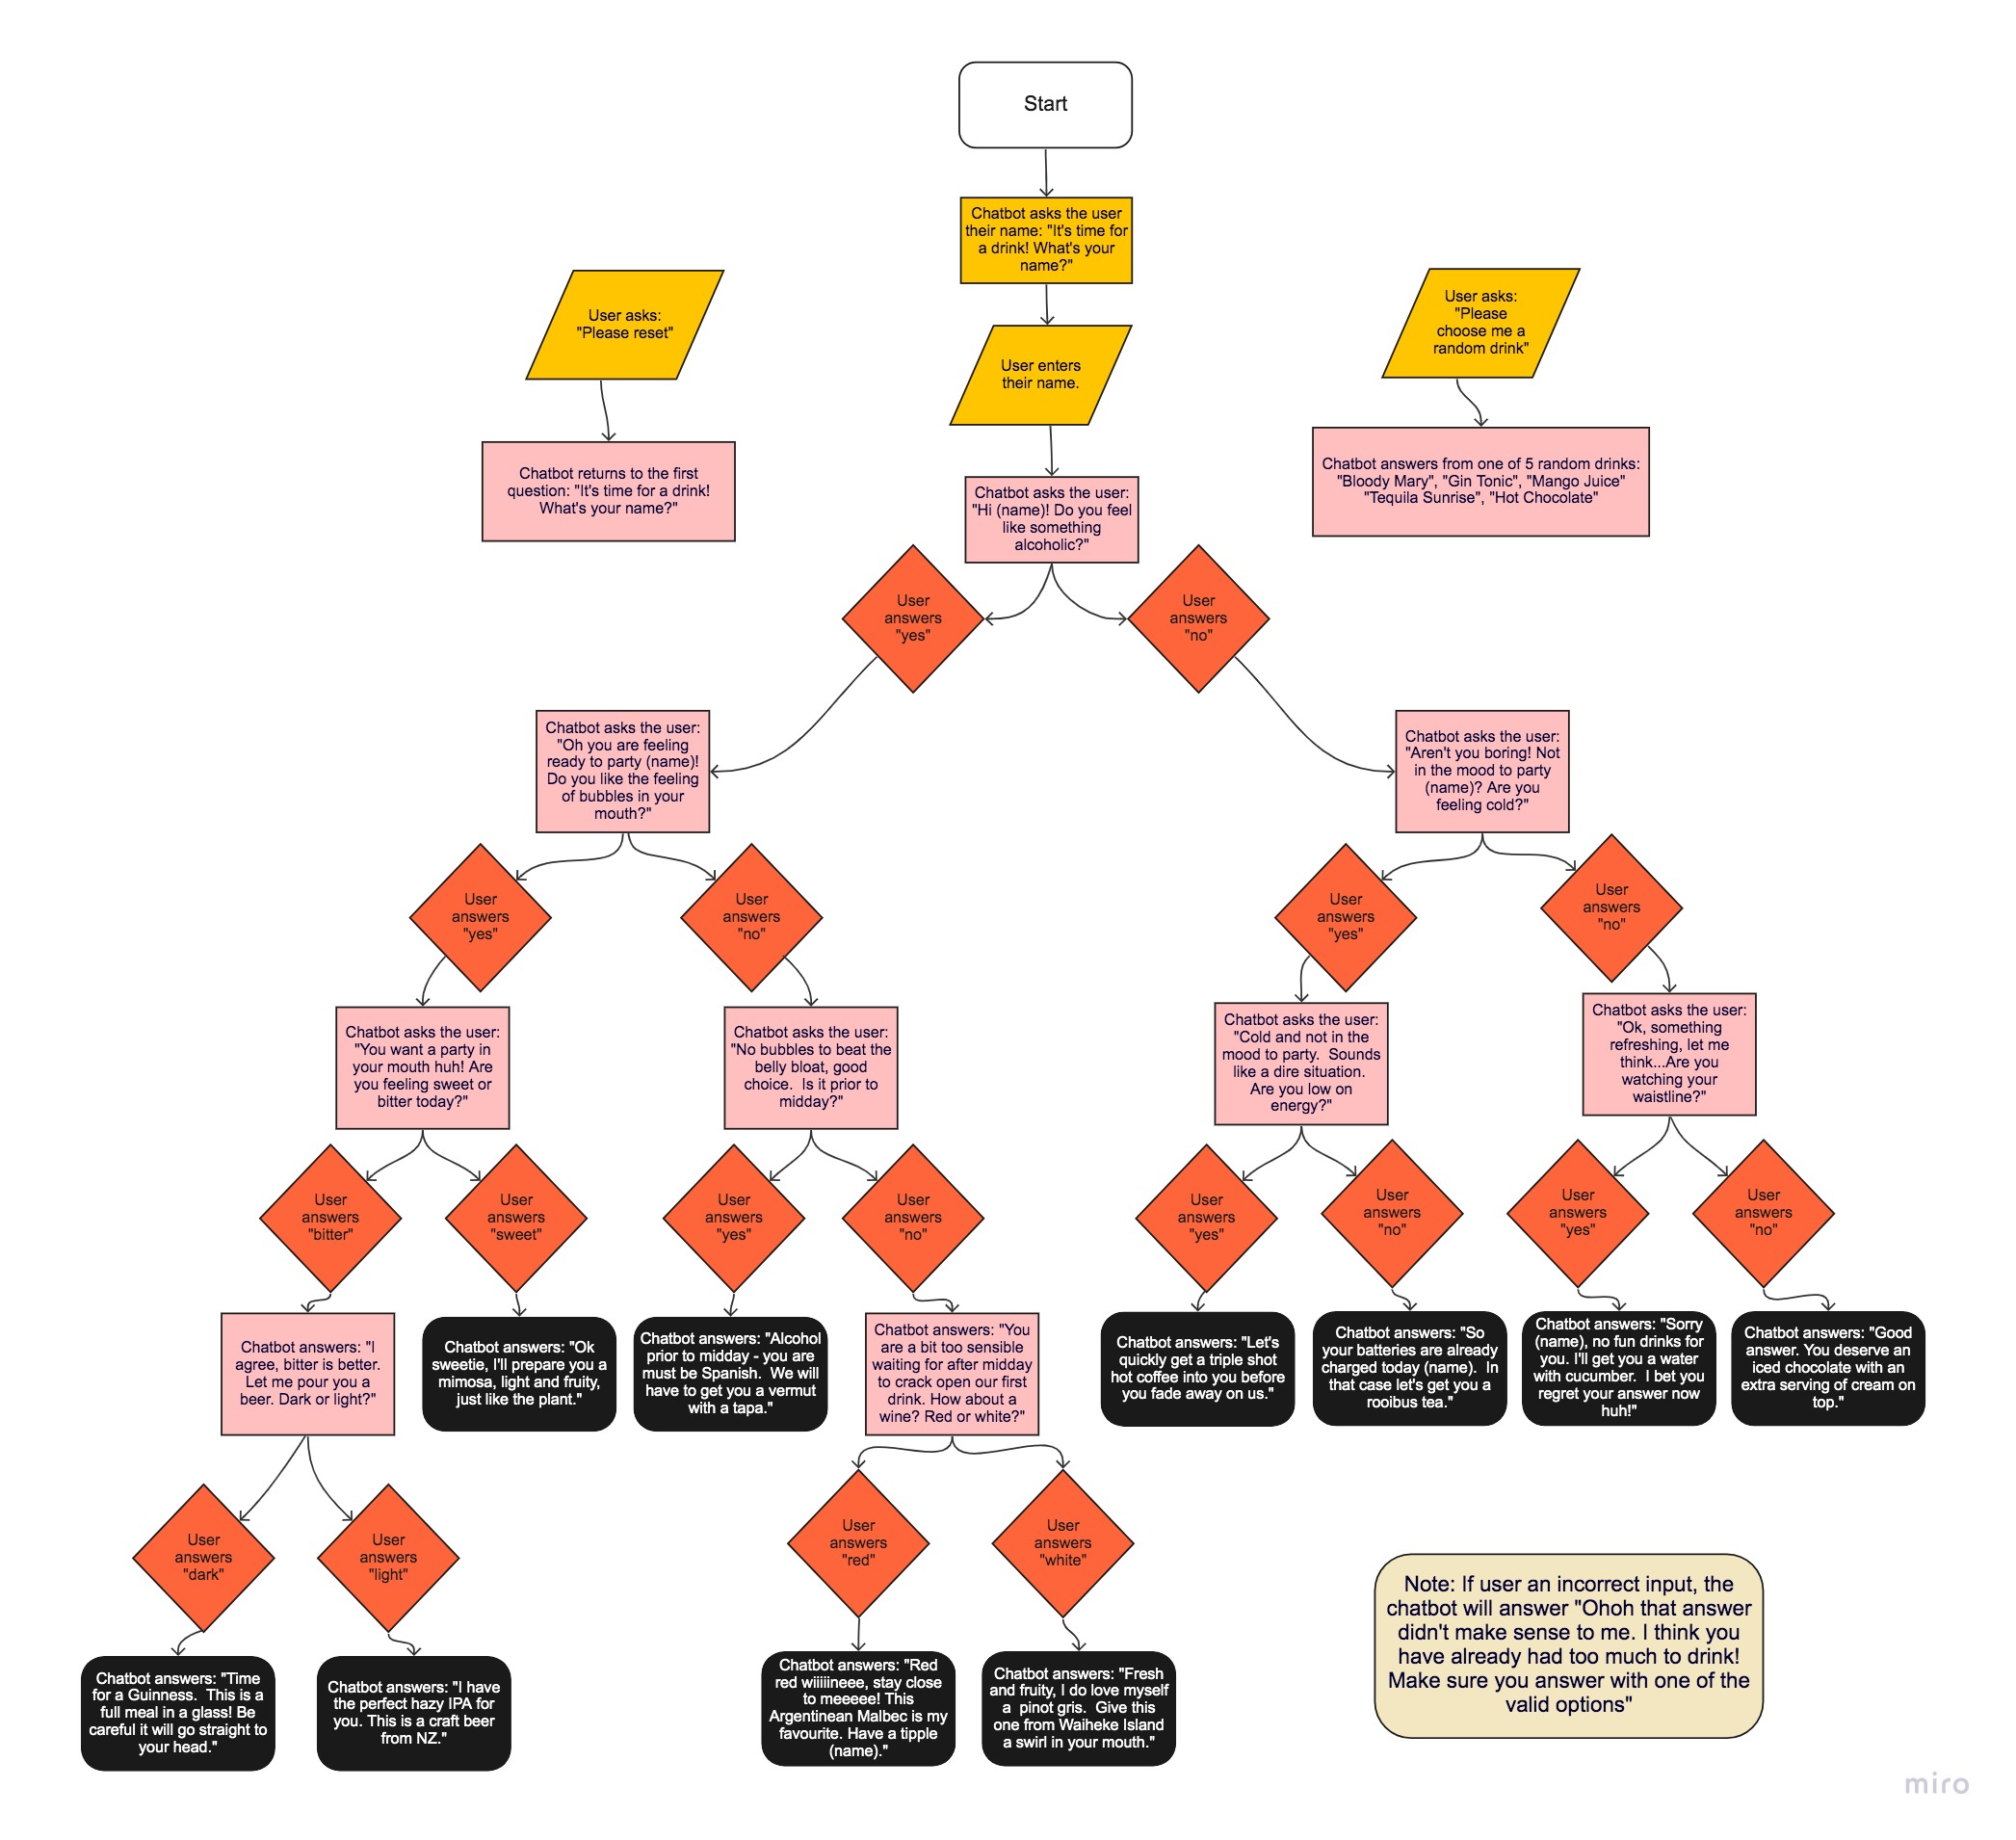 Start
Chatbot asks the user
their name: "It's time for
a drink! What's your
name?"
User asks:
"Please reset"
User asks:
"Please
choose me a
random drink"
User enters
their name.
Chatbot returns to the first
question: "It's time for a drink!
What's your name?"
Chatbot asks the user:
"Hi (name)! Do you feel
like something
alcoholic?"
Chatbot answers from one of 5 random drinks:
"Bloody Mary", "Gin Tonic", "Mango Juice"
"Tequila Sunrise", "Hot Chocolate"
User
answers
"yes"
User
answers
"no"
Chatbot asks the user:
"Oh you are feeling
ready to party (name)!
Do you like the feeling
of bubbles in your
mouth?"
Chatbot asks the user:
"Aren't you boring! Not
in the mood to party
(name)? Are you
feeling cold?"
User
answers
"yes"
User
answers
"no"
User
answers
"yes"
User
answers
"no"
Chatbot asks the user:
"You want a party in
your mouth huh! Are
you feeling sweet or
bitter today?"
Chatbot asks the user:
"No bubbles to beat the
belly bloat, good
choice.  Is it prior to
midday?"
Chatbot asks the user:
"Cold and not in the
mood to party.  Sounds
like a dire situation.
Are you low on
energy?"
Chatbot asks the user:
"Ok, something
refreshing, let me
think...Are you
watching your
waistline?"
User
answers
"bitter"
User
answers
"sweet"
User
answers
"yes"
User
answers
"no"
User
answers
"yes"
User
answers
"no"
User
answers
"yes"
User
answers
"no"
Chatbot answers: "I
agree, bitter is better.
Let me pour you a
beer. Dark or light?"
Chatbot answers: "Ok
sweetie, I'll prepare you a
mimosa, light and fruity,
just like the plant."
Chatbot answers: "Alcohol
prior to midday - you are
must be Spanish.  We will
have to get you a vermut
with a tapa."
Chatbot answers: "You
are a bit too sensible
waiting for after midday
to crack open our first
drink. How about a
wine? Red or white?"
Chatbot answers: "Let's
quickly get a triple shot
hot coffee into you before
you fade away on us."
Chatbot answers: "So
your batteries are already
charged today (name).  In
that case let's get you a
rooibus tea."
Chatbot answers: "Sorry
(name), no fun drinks for
you. I'll get you a water
with cucumber.  I bet you
regret your answer now
huh!"
Chatbot answers: "Good
answer. You deserve an
iced chocolate with an
extra serving of cream on
top."
User
answers
"dark"
User
answers
"light"
User
answers
"red"
User
answers
"white"
Chatbot answers: "Time
for a Guinness.  This is a
full meal in a glass! Be
careful it will go straight to
your head."
Chatbot answers: "I have
the perfect hazy IPA for
you. This is a craft beer
from NZ."
Chatbot answers: "Red
red wiiiiineee, stay close
to meeeee! This
Argentinean Malbec is my
favourite. Have a tipple
(name)."
Chatbot answers: "Fresh
and fruity, I do love myself
a  pinot gris.  Give this
one from Waiheke Island
a swirl in your mouth."
Note: If user an incorrect input, the
chatbot will answer "Ohoh that answer
didn't make sense to me. I think you
have already had too much to drink!
Make sure you answer with one of the
valid options"
miro